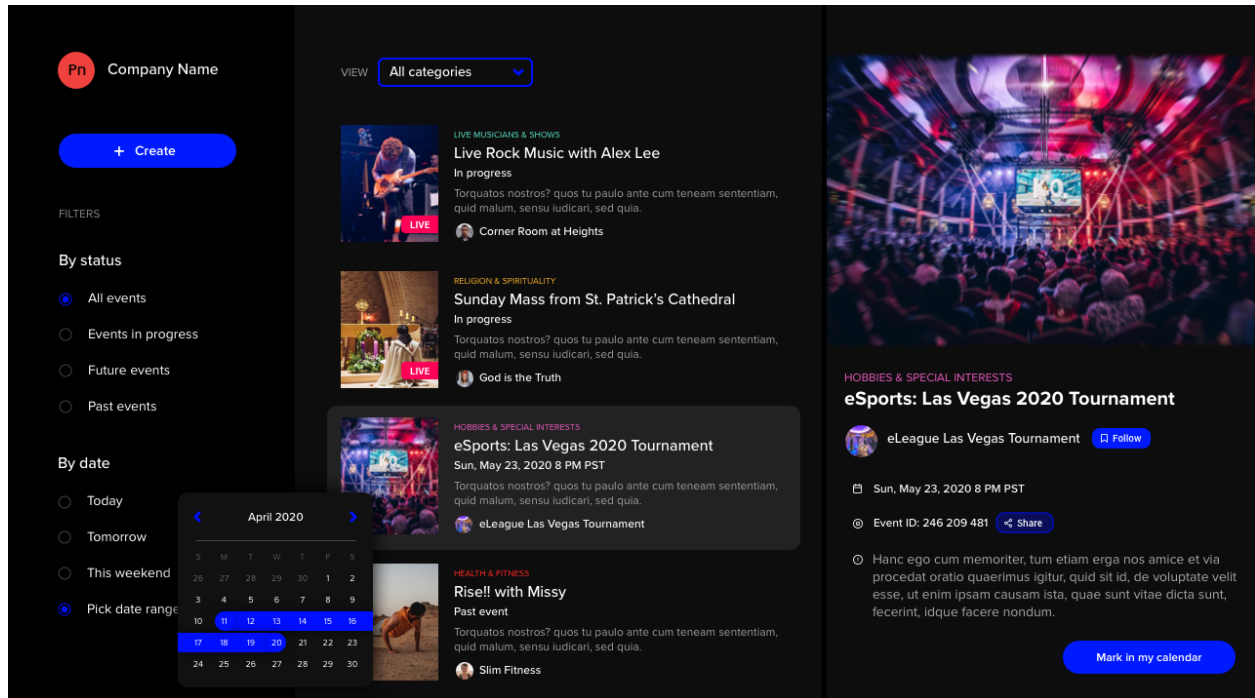 Pn Company Name
+ Create
FILTERS
By status
All events
Events in progress
Future events
Past events
By date
Today
Tomorrow
This weekend
Pick date range
April 2020
S M T W T F S
26 27 28 29 30 1 2
3 4 5 6 7 8 9
10 11 12 13 14 15 16
17 18 19 20 21 22 23
24 25 26 27 28 29 30
VIEW All categories
LIVE MUSICIANS & SHOWS
Live Rock Music with Alex Lee
In progress
Torquatos nostros? quos tu paulo ante cum teneam sententiam,
quid malum, sensu iudicari, sed quia.
LIVE
Corner Room at Heights
RELIGION & SPIRITUALITY
Sunday Mass from St. Patrick's Cathedral
In progress
Torquatos nostros? quos tu paulo ante cum teneam sententiam,
quid malum, sensu iudicari, sed quia.
LIVE
God is the Truth
HOBBIES & SPECIAL INTERESTS
eSports: Las Vegas 2020 Tournament
Sun, May 23, 2020 8 PM PST
Torquatos nostros? quos tu paulo ante cum teneam sententiam,
quid malum, sensu iudicari, sed quia.
eLeague Las Vegas Tournament
HEALTH & FITNESS
Rise!! with Missy
Past event
Torquatos nostros? quos tu paulo ante cum teneam sententiam,
quid malum, sensu iudicari, sed quia.
Slim Fitness
K.O.
HOBBIES & SPECIAL INTERESTS
eSports: Las Vegas 2020 Tournament
eLeague Las Vegas Tournament Follow
Sun, May 23, 2020 8 PM PST
Event ID: 246 209 481 Share
Hanc ego cum memoriter, tum etiam erga nos amice et via
procedat oratio quaerimus igitur, quid sit id, de voluptate velit
esse, ut enim ipsam causam ista, quae sunt vitae dicta sunt,
fecerint, idque facere nondum.
Mark in my calendar